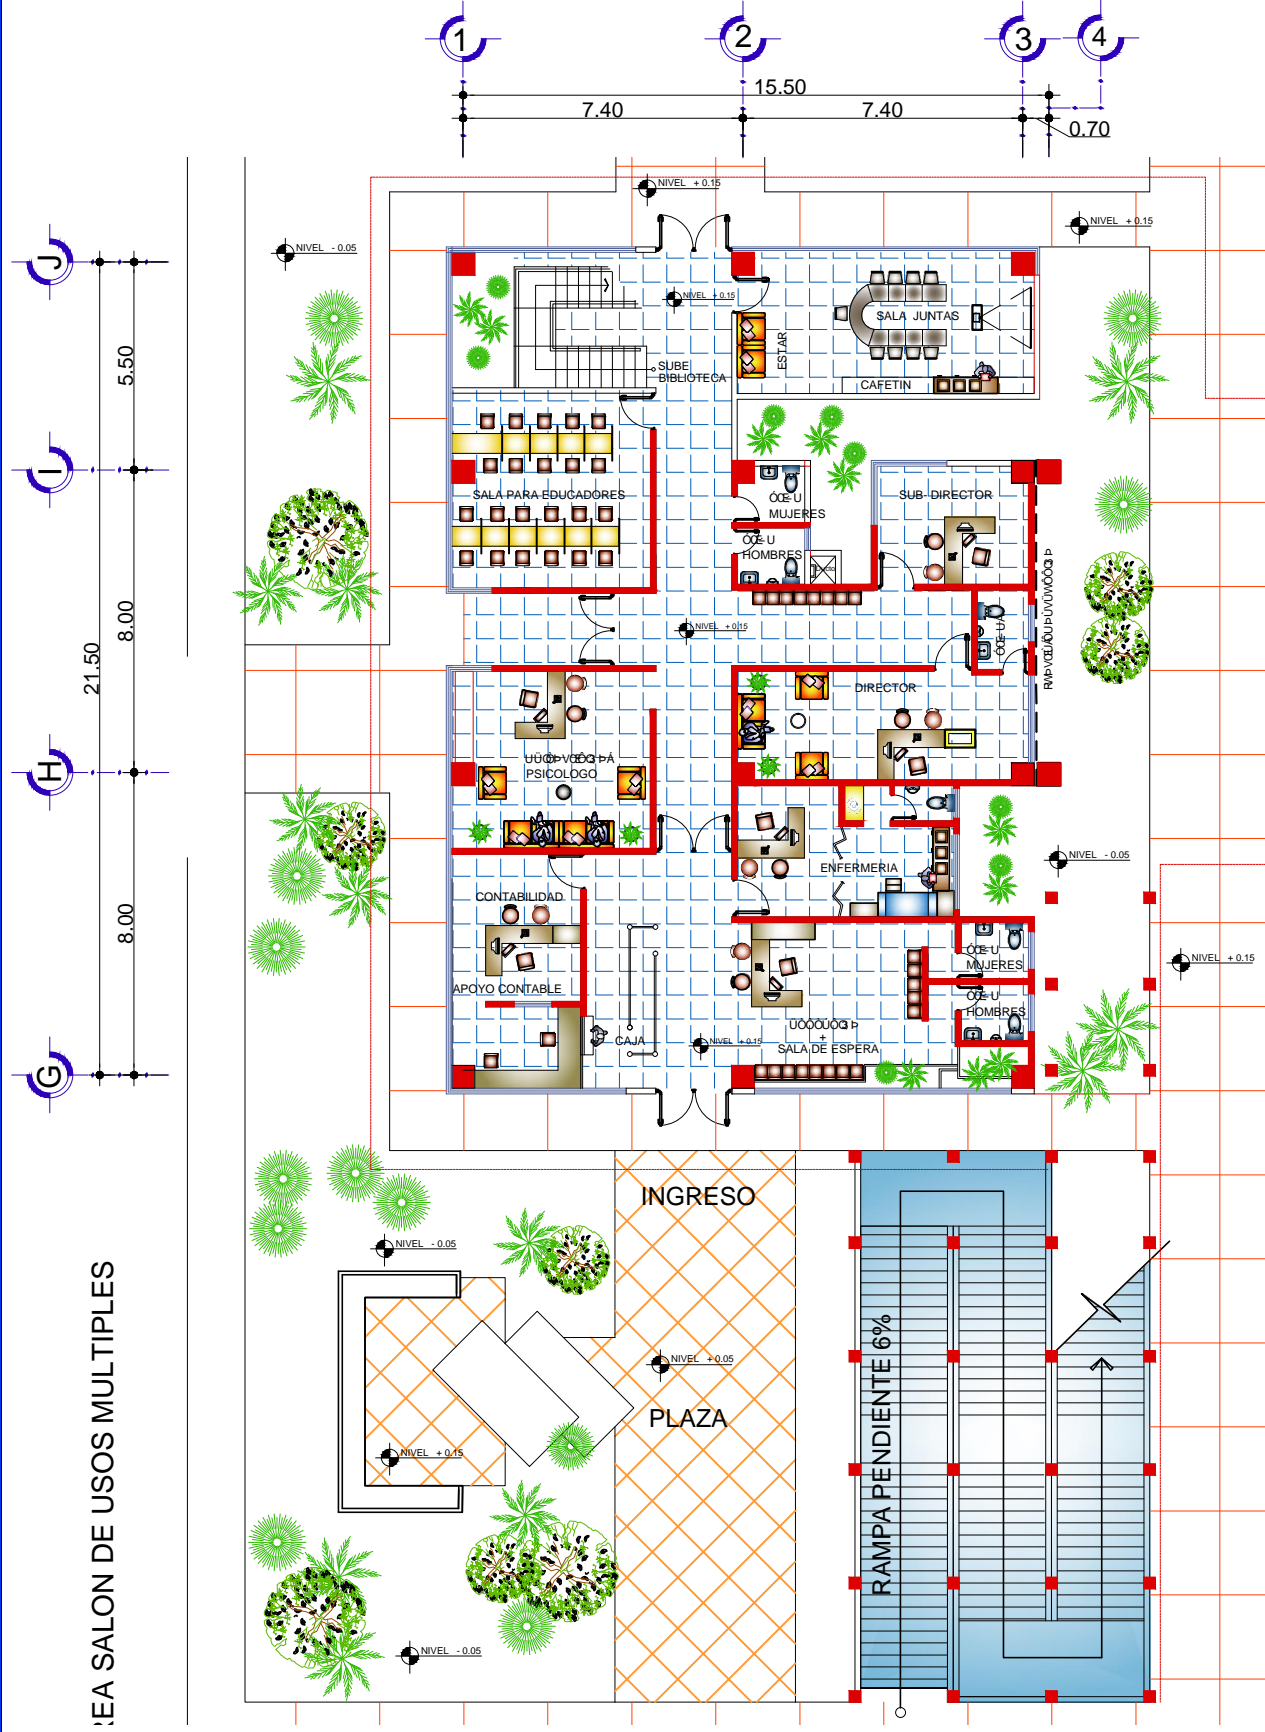 1
2
3
4
15.50
7.40
7.40
0.70
NIVEL + 0.15
NIVEL + 0.15
NIVEL - 0.05
J
NIVEL + 0.15
SALA JUNTAS
ESTAR
SUBE
BIBLIOTECA
CAFETIN
5.50
I
SALA PARA EDUCADORES
MUJERES
SUB- DIRECTOR
HOMBRES
8.00
21.50
NIVEL + 0.15
DIRECTOR
H
PSICOLOGO
ENFERMERIA
NIVEL - 0.05
CONTABILIDAD
8.00
MUJERES
NIVEL + 0.15
APOYO CONTABLE
HOMBRES
CAJA
NIVEL + 0.15
+
SALA DE ESPERA
G
INGRESO
NIVEL - 0.05
NIVEL + 0.05
PLAZA
NIVEL + 0.15
RAMPA PENDIENTE 6%
REA SALON DE USOS MULTIPLES
NIVEL - 0.05